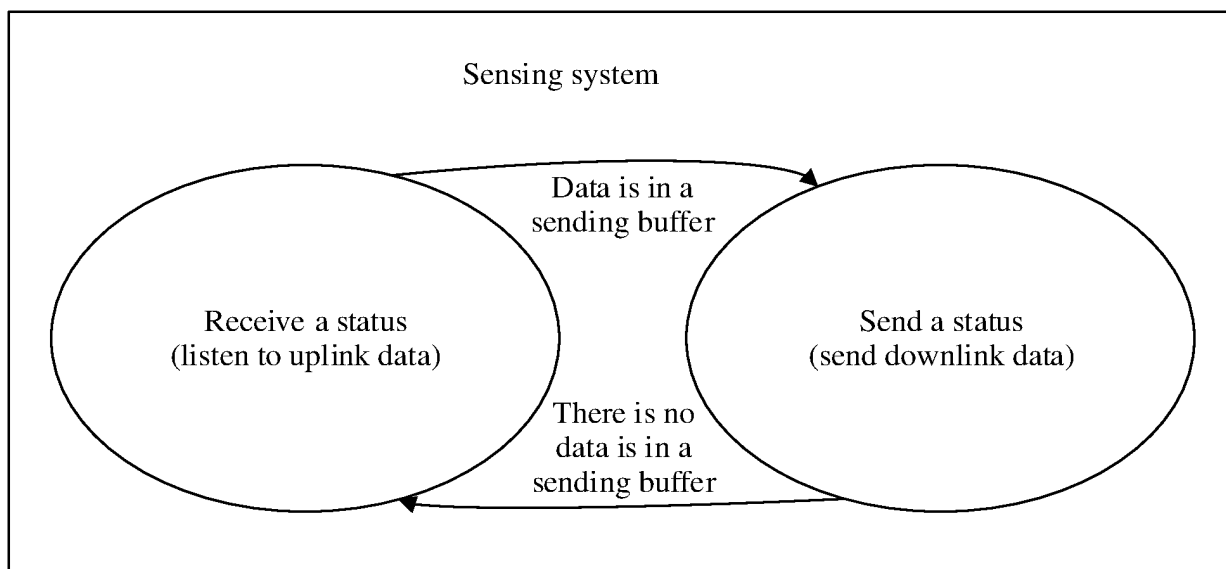 Sensing system
Data is in a
sending buffer
Receive a status
(listen to uplink data)
Send a status
(send downlink data)
There is no
data is in a
sending buffer